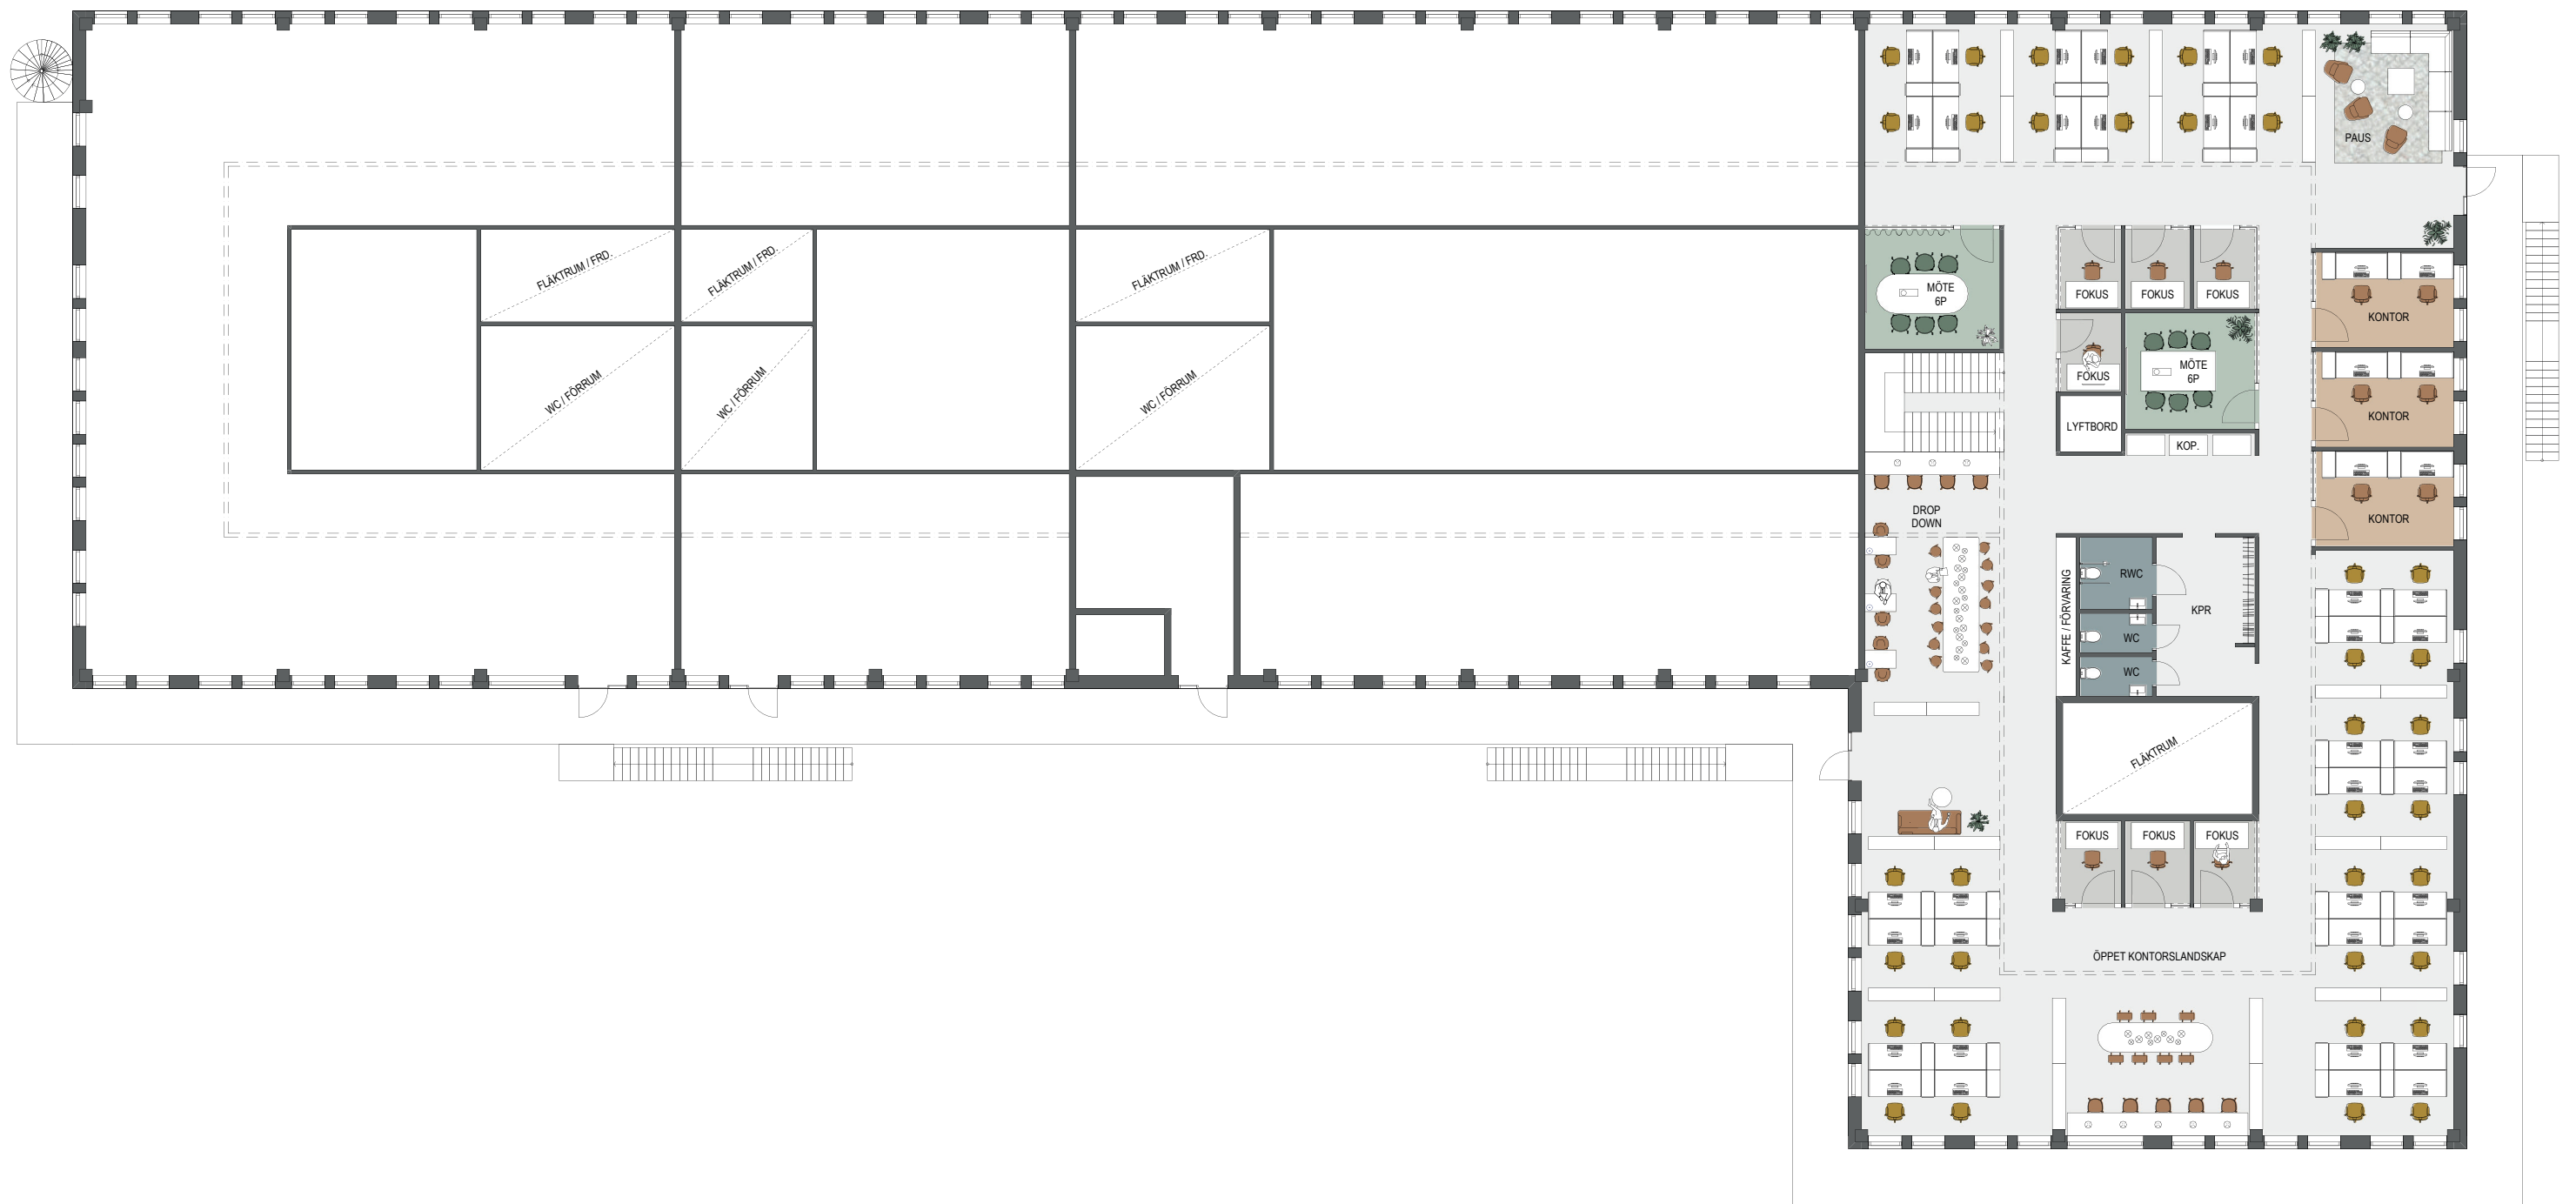 PAUS
FLÄKTRUM / FRD.
FLÄKTRUM / FRD.
FLÄKTRUM / FRD.
MÖTE
6P
FOKUS
FOKUS
FOKUS
KONTOR
WC / FÖRRUM
WC / FÖRRUM
WC / FÖRRUM
FOKUS
MÖTE
6P
KONTOR
LYFTBORD
KOP.
DROP
DOWN
KONTOR
KAFFE / FÖRVARING
RWC
KPR
WC
WC
FLÄKTRUM
FOKUS
FOKUS
FOKUS
ÖPPET KONTORSLANDSKAP